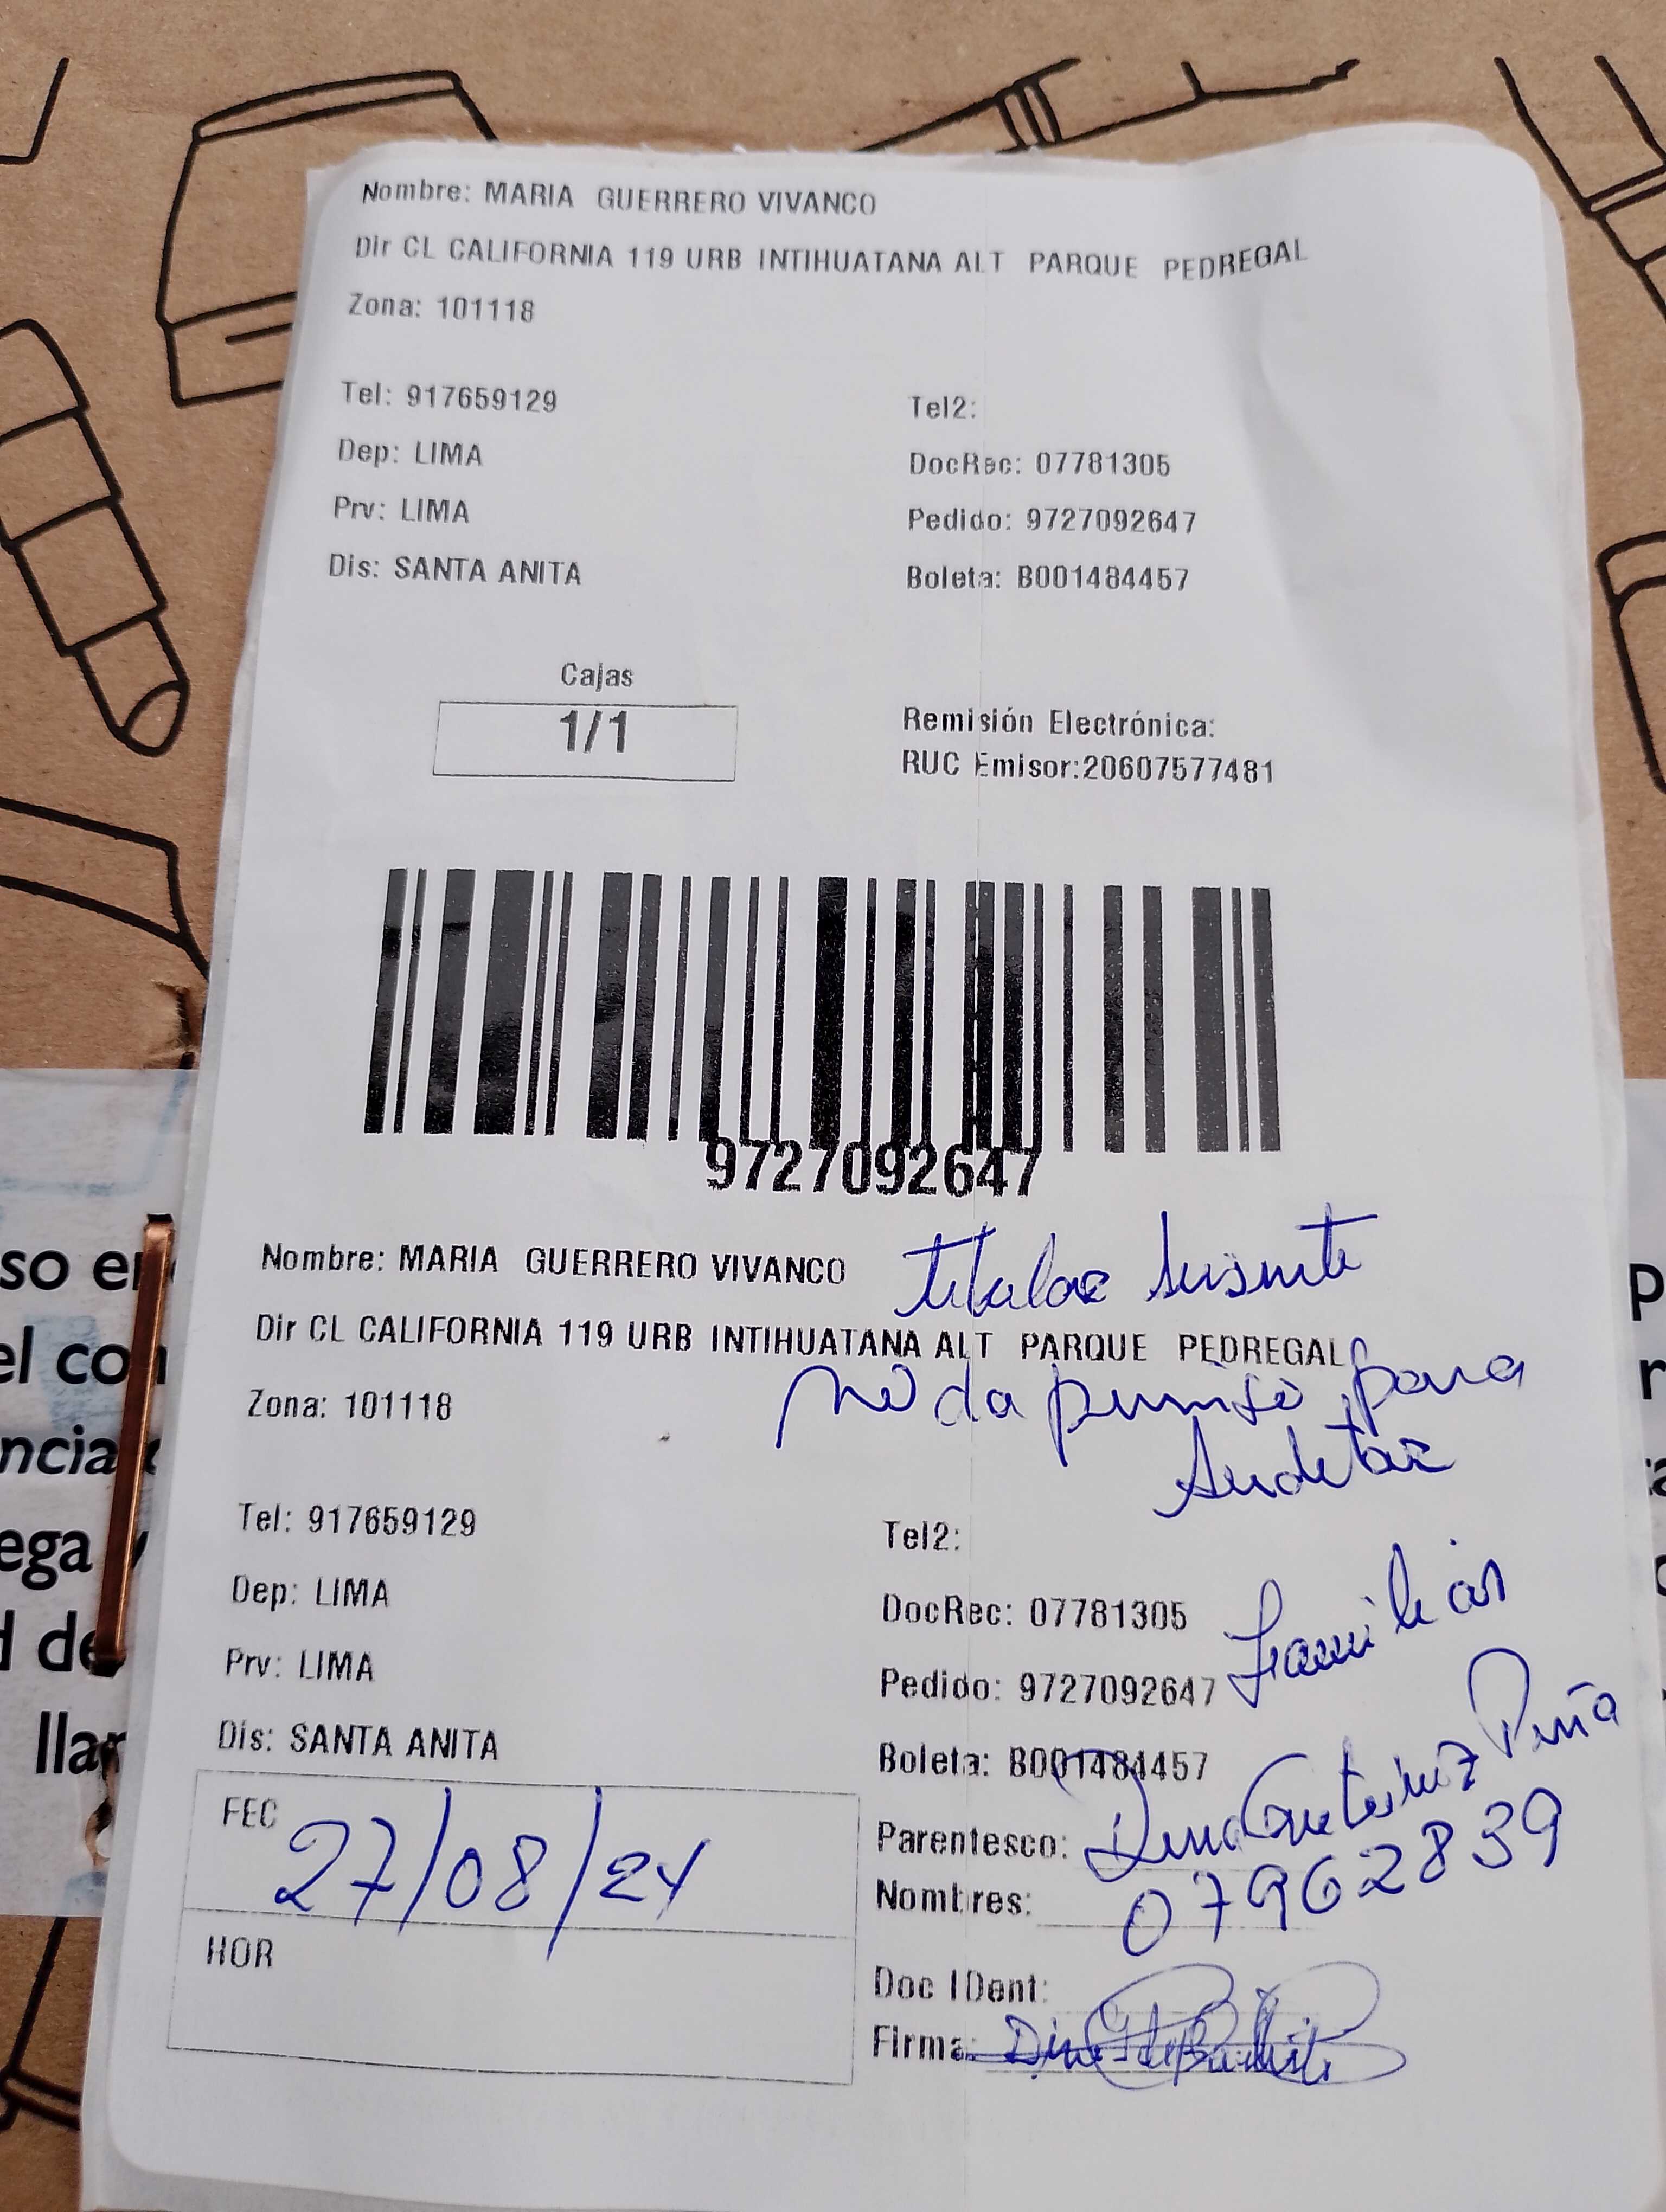 Nombre: MARIA GUERRERO VIVANCO
Dir CL CALIFORNIA 119 URB INTIHUATANA ALT PARQUE PEDREGAL
Zona: 101118
Tel: 917659129 Tel2:
Dep: LIMA DocRec: 07781305
Prv: LIMA Pedido: 9727092647
Dis: SANTA ANITA Boleta: B001484457
Cajas
1/1
Remisión Electrónica:
RUC Emisor:20607577481
9727092647
Nombre: MARIA GUERRERO VIVANCO titular
Dir CL CALIFORNIA 119 URB INTIHUATANA ALT PARQUE PEDREGAL
no da permiso para
Zona: 101118
Tel: 917659129 Tel2:
Dep: LIMA DocRec: 07781305
familiar
Prv: LIMA Pedido: 9727092647
Dis: SANTA ANITA Boleta: B001484457
FEC 27/08/24
Parentesco: Peña
Nombres: 07962839
HOR
Doc IDent:
Firma:
so en
el con
ncia
ega y
d de
llar